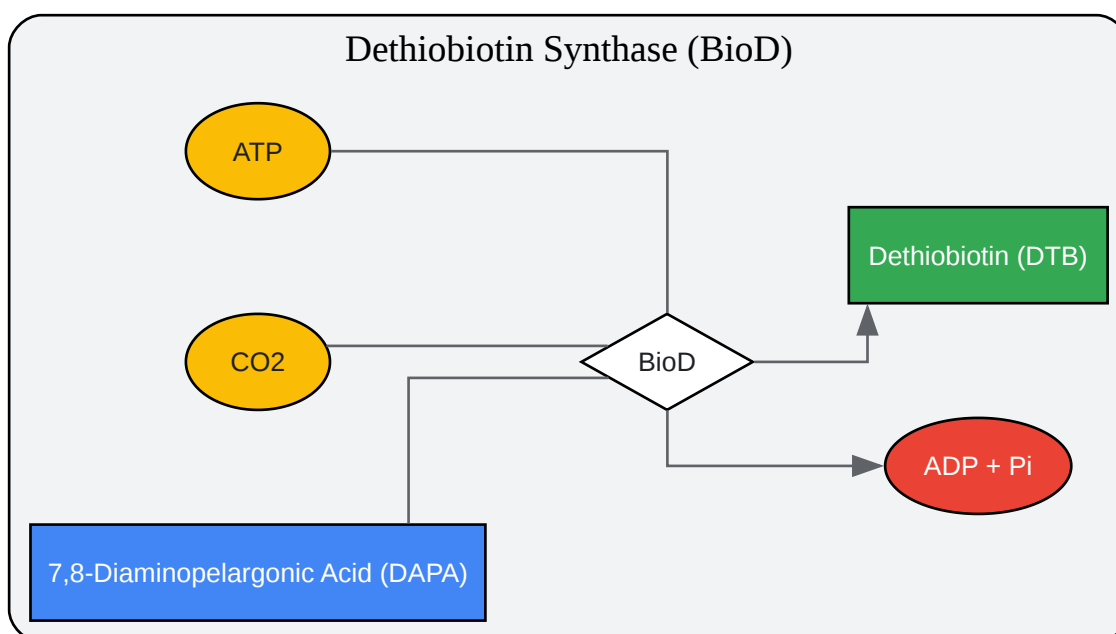 Dethiobiotin Synthase (BioD)
ATP
Dethiobiotin (DTB)
CO2
BioD
ADP + Pi
7,8-Diaminopelargonic Acid (DAPA)